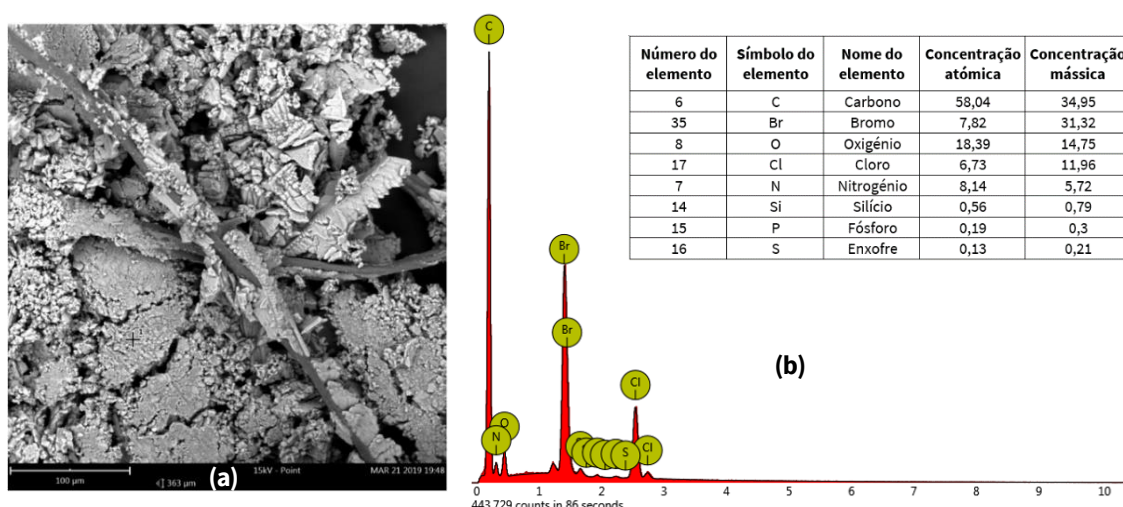 C
Número do elemento Símbolo do elemento Nome do elemento Concentração atómica Concentração mássica
6 C Carbono 58,04 34,95
35 Br Bromo 7,82 31,32
8 O Oxigénio 18,39 14,75
17 Cl Cloro 6,73 11,96
7 N Nitrogénio 8,14 5,72
14 Si Silício 0,56 0,79
15 P Fósforo 0,19 0,3
16 S Enxofre 0,13 0,21
Br
Br
(b)
Cl
O
N
S
Cl
100 µm
363 µm
(a)
15kV - Point
MAR 21 2019 19:48
0 1 2 3 4 5 6 7 8 9 10
443.729 counts in 86 seconds